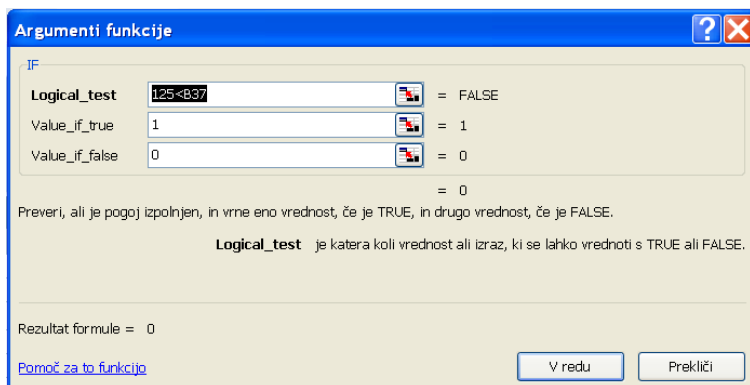 Argumenti funkcije
IF
Logical_test 125<B37 = FALSE
Value_if_true 1 = 1
Value_if_false 0 = 0
= 0
Preveri, ali je pogoj izpolnjen, in vrne eno vrednost, če je TRUE, in drugo vrednost, če je FALSE.
Logical_test je katera koli vrednost ali izraz, ki se lahko vrednoti s TRUE ali FALSE.
Rezultat formule = 0
Pomoč za to funkcijo V redu Prekliči